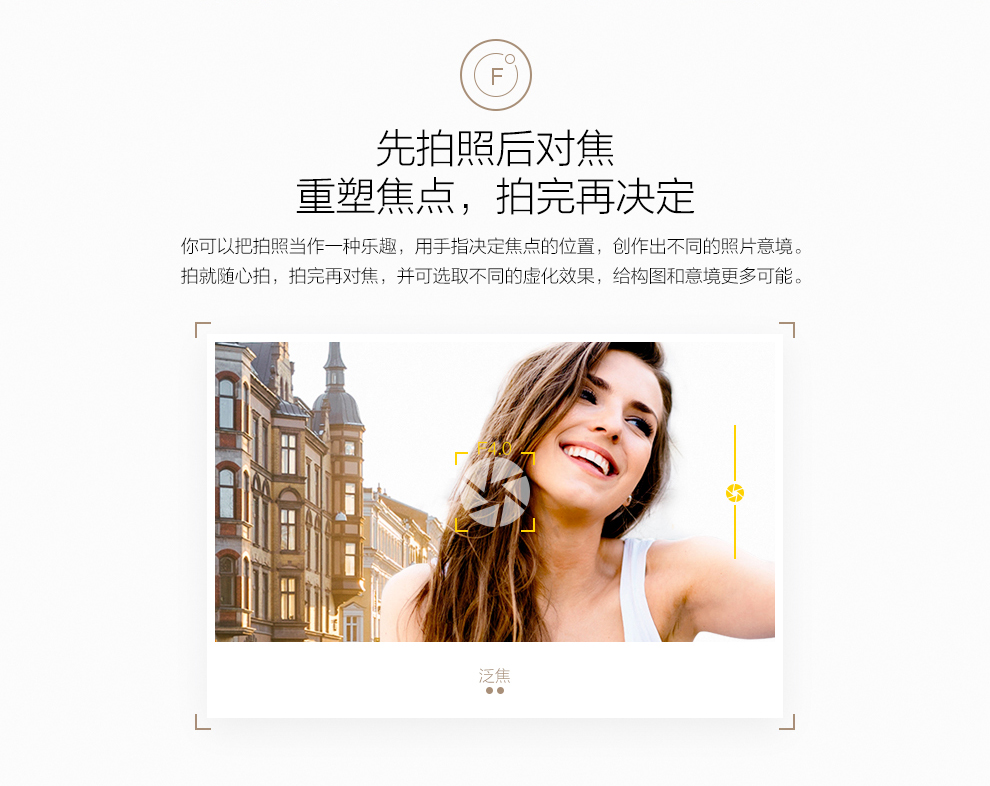 F
先拍照后对焦
重塑焦点，拍完再决定
你可以把拍照当作一种乐趣，用手指决定焦点的位置，创作出不同的照片意境。
拍就随心拍，拍完再对焦，并可选取不同的虚化效果，给构图和意境更多可能。
F4.0
泛焦